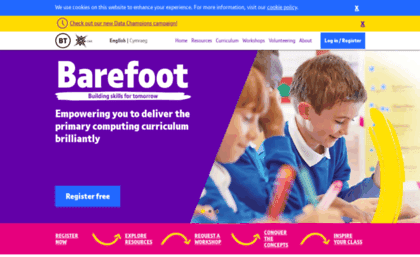 We use cookies on this website to enhance your experience. For more information, visit our cookie policy.
Check out our new Data Champions campaign!
BT
English | Cymraeg
Home Resources Curriculum Workshops Volunteering About
Log in / Register
Barefoot
Building skills for tomorrow
Empowering you to deliver the
primary computing curriculum
brilliantly
Register free
REGISTER
NOW
EXPLORE
RESOURCES
REQUEST A
WORKSHOP
CONQUER
THE
CONCEPTS
INSPIRE
YOUR CLASS